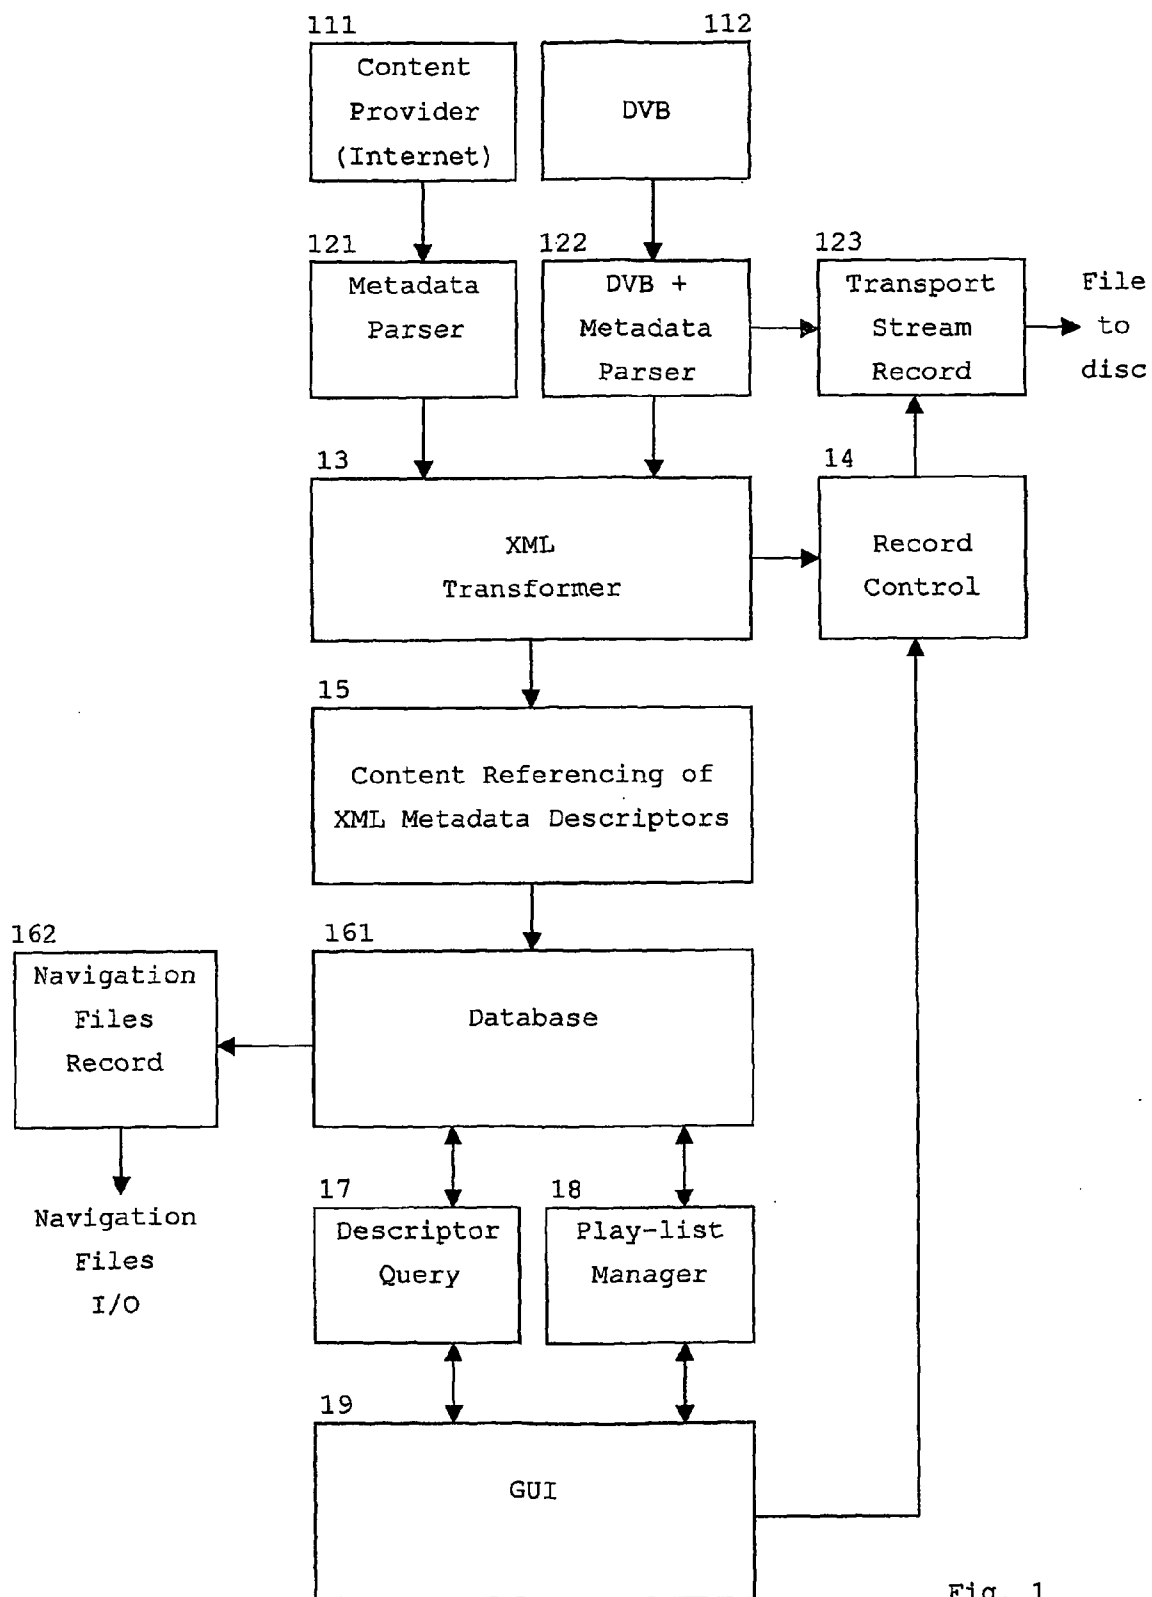 111
112
Content
Provider
(Internet)
DVB
121
122
123
Metadata
Parser
DVB +
Metadata
Parser
Transport
Stream
Record
File
to
disc
13
14
XML
Transformer
Record
Control
15
Content Referencing of
XML Metadata Descriptors
162
161
Navigation
Files
Record
Database
17
18
Navigation
Files
I/O
Descriptor
Query
Play-list
Manager
19
GUI
Fig. 1